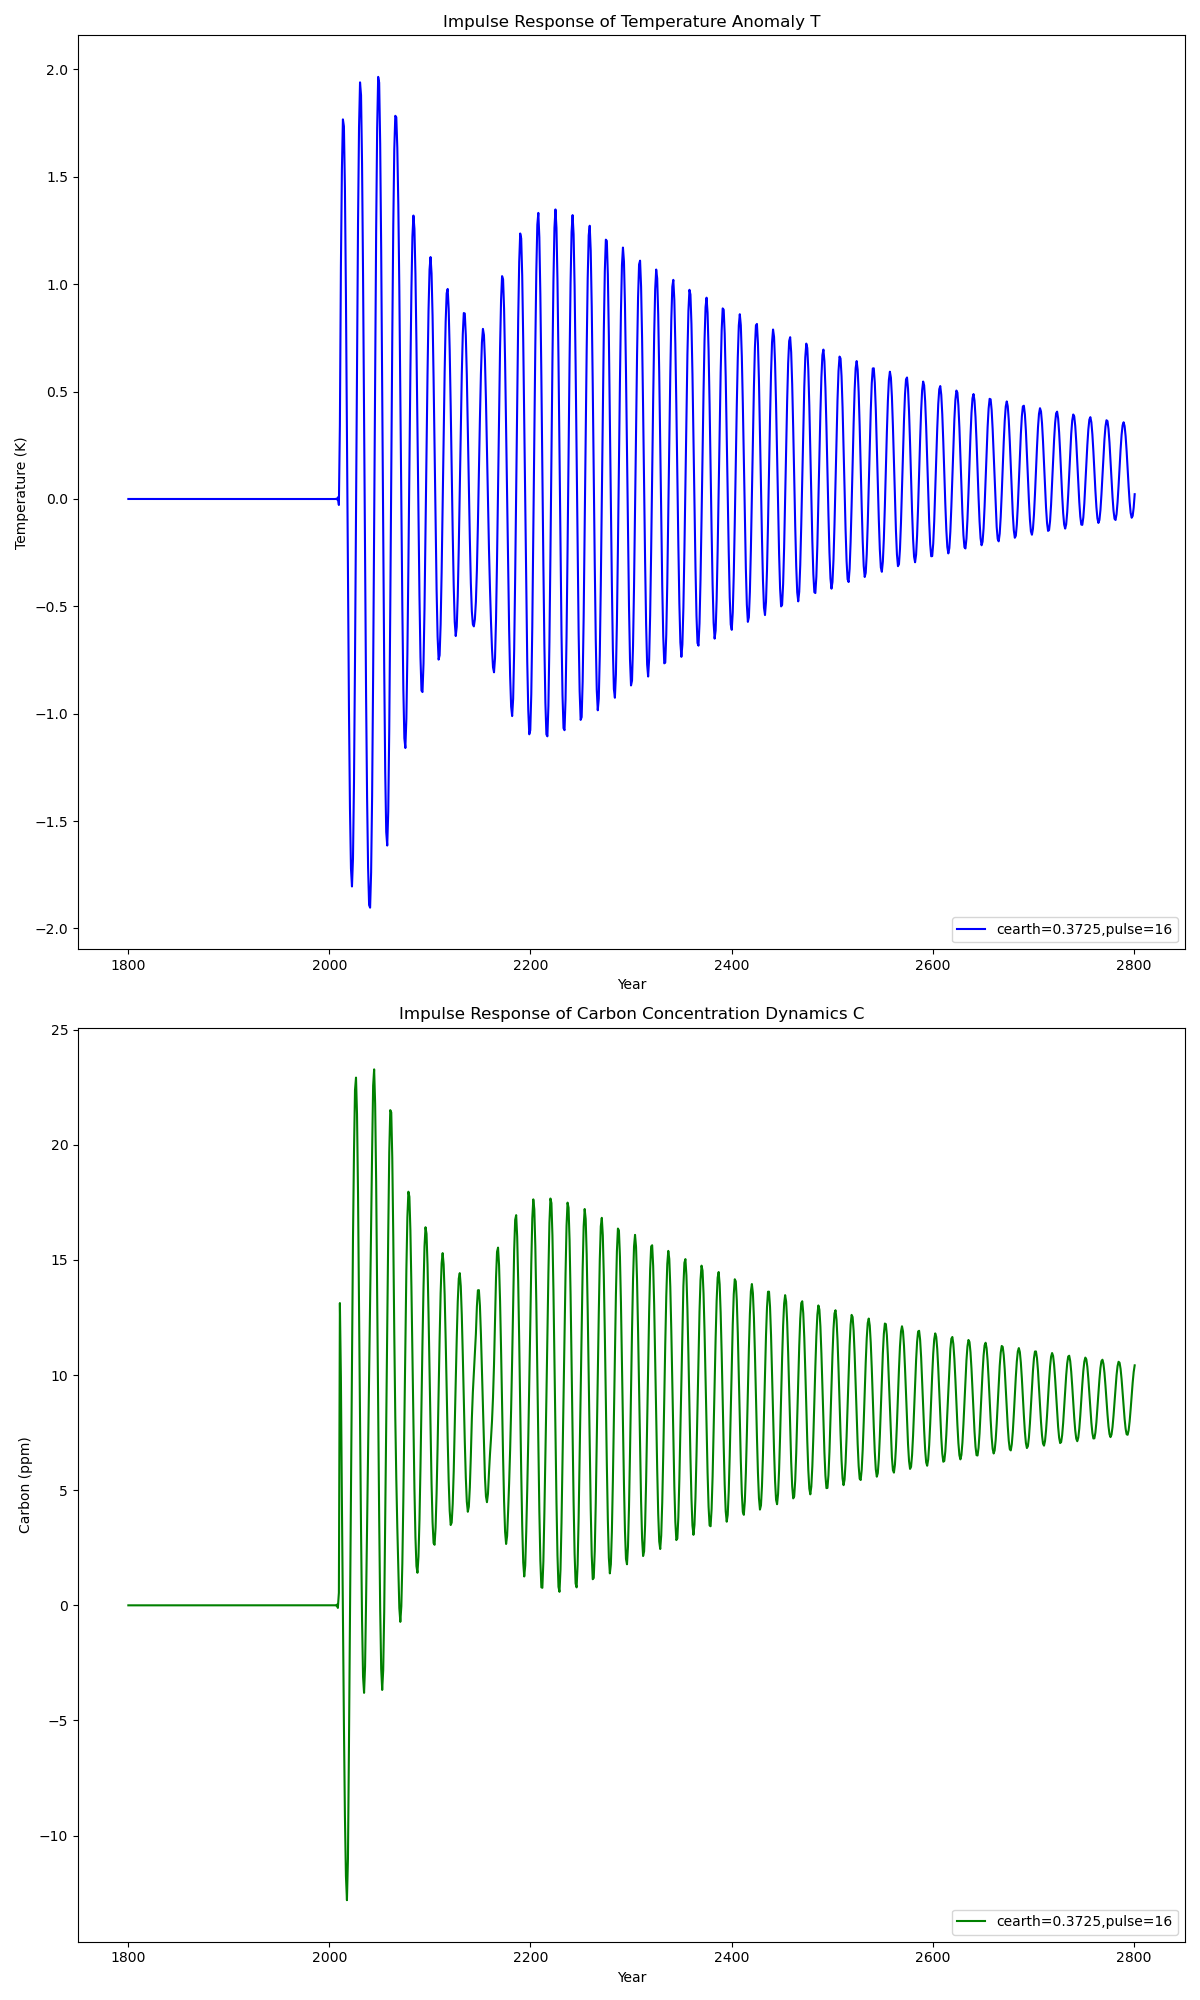 Impulse Response of Temperature Anomaly T
2.0
1.5
1.0
0.5
0.0
−0.5
−1.0
−1.5
−2.0
Temperature (K)
cearth=0.3725,pulse=16
1800 2000 2200 2400 2600 2800
Year
Impulse Response of Carbon Concentration Dynamics C
25
20
15
10
5
0
−5
−10
Carbon (ppm)
cearth=0.3725,pulse=16
1800 2000 2200 2400 2600 2800
Year